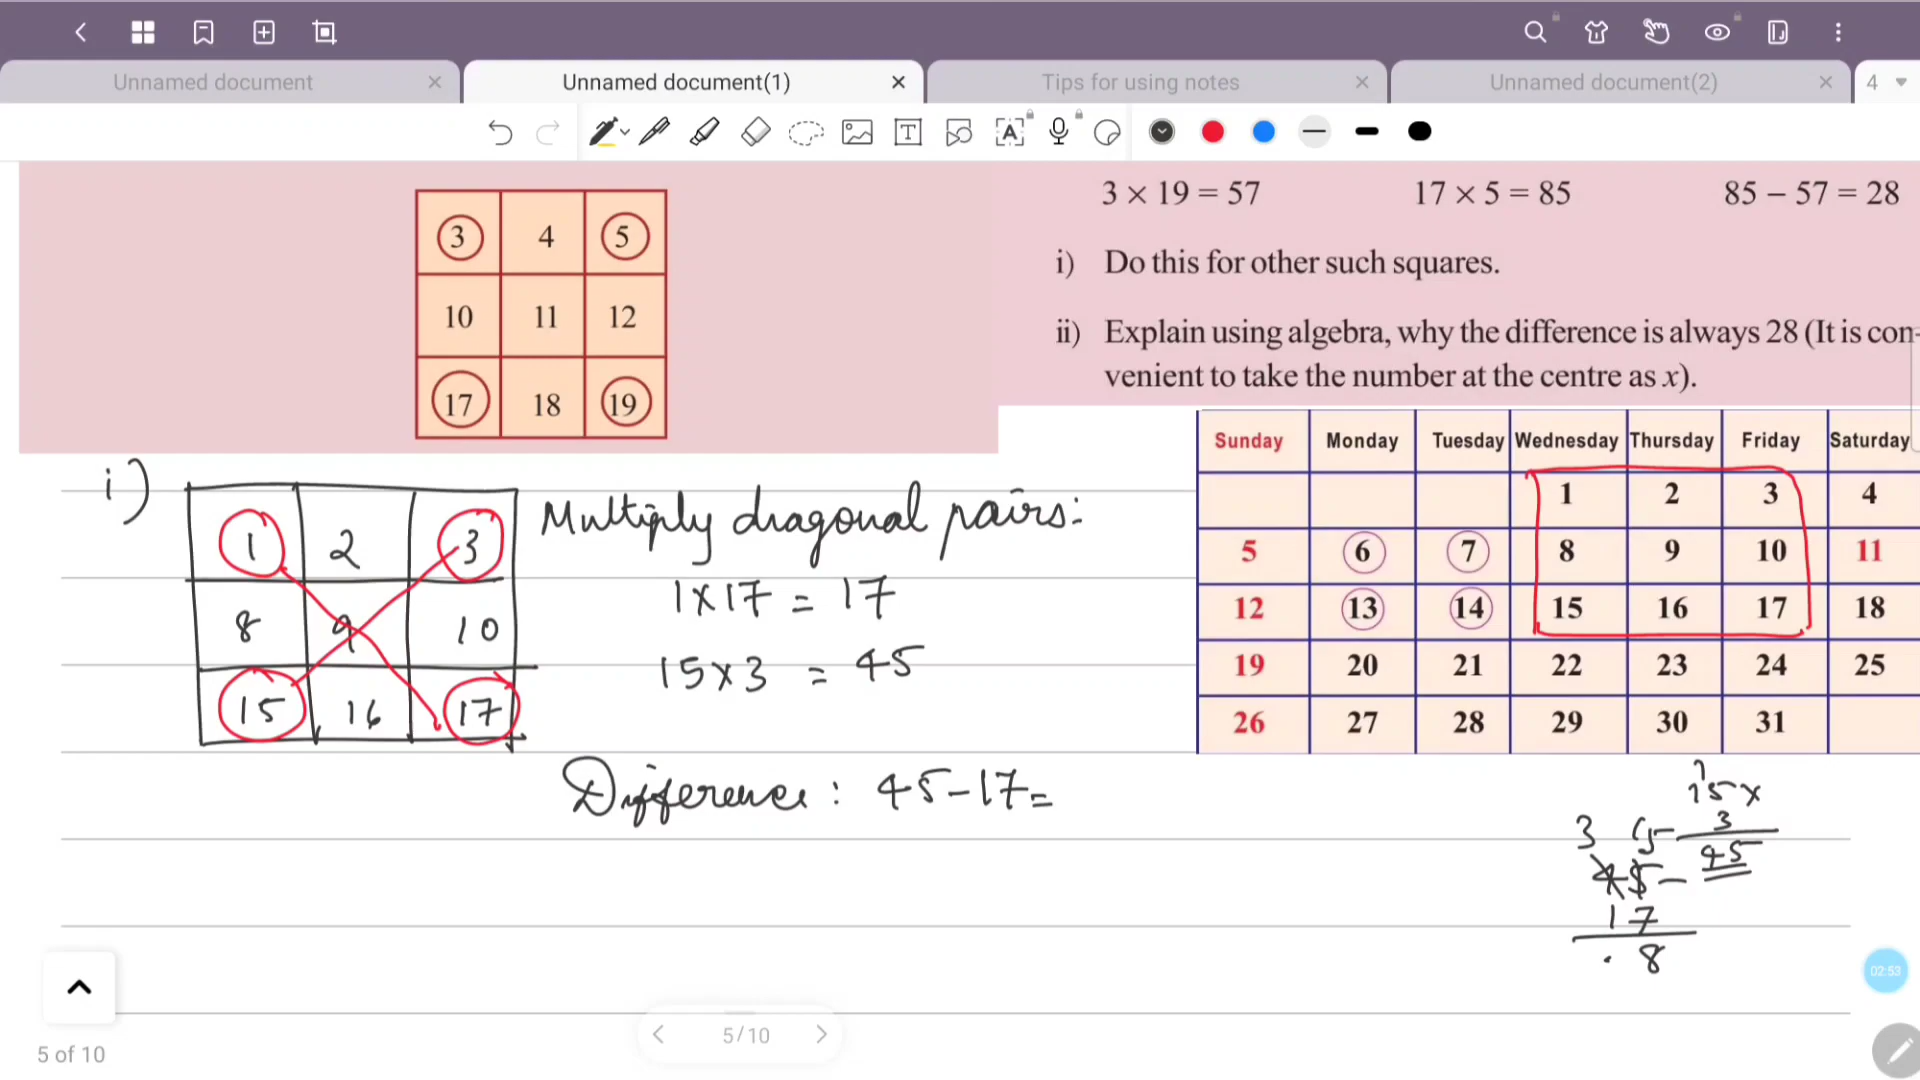 Unnamed document
Unnamed document(1)
Tips for using notes
Unnamed document(2)
4
3 4 5
10 11 12
17 18 19
3 × 19 = 57 17 × 5 = 85 85 − 57 = 28
i) Do this for other such squares.
ii) Explain using algebra, why the difference is always 28 (It is con-
venient to take the number at the centre as x).
Sunday Monday Tuesday Wednesday Thursday Friday Saturday
1 2 3 4
5 6 7 8 9 10 11
12 13 14 15 16 17 18
19 20 21 22 23 24 25
26 27 28 29 30 31
i)
1 2 3
8 9 10
15 16 17
Multiply diagonal pairs:
1 x 17 = 17
15 x 3 = 45
Difference : 45 - 17 =
1
15 x
3
45
3 15
45 -
17
8
02:53
5/10
5 of 10